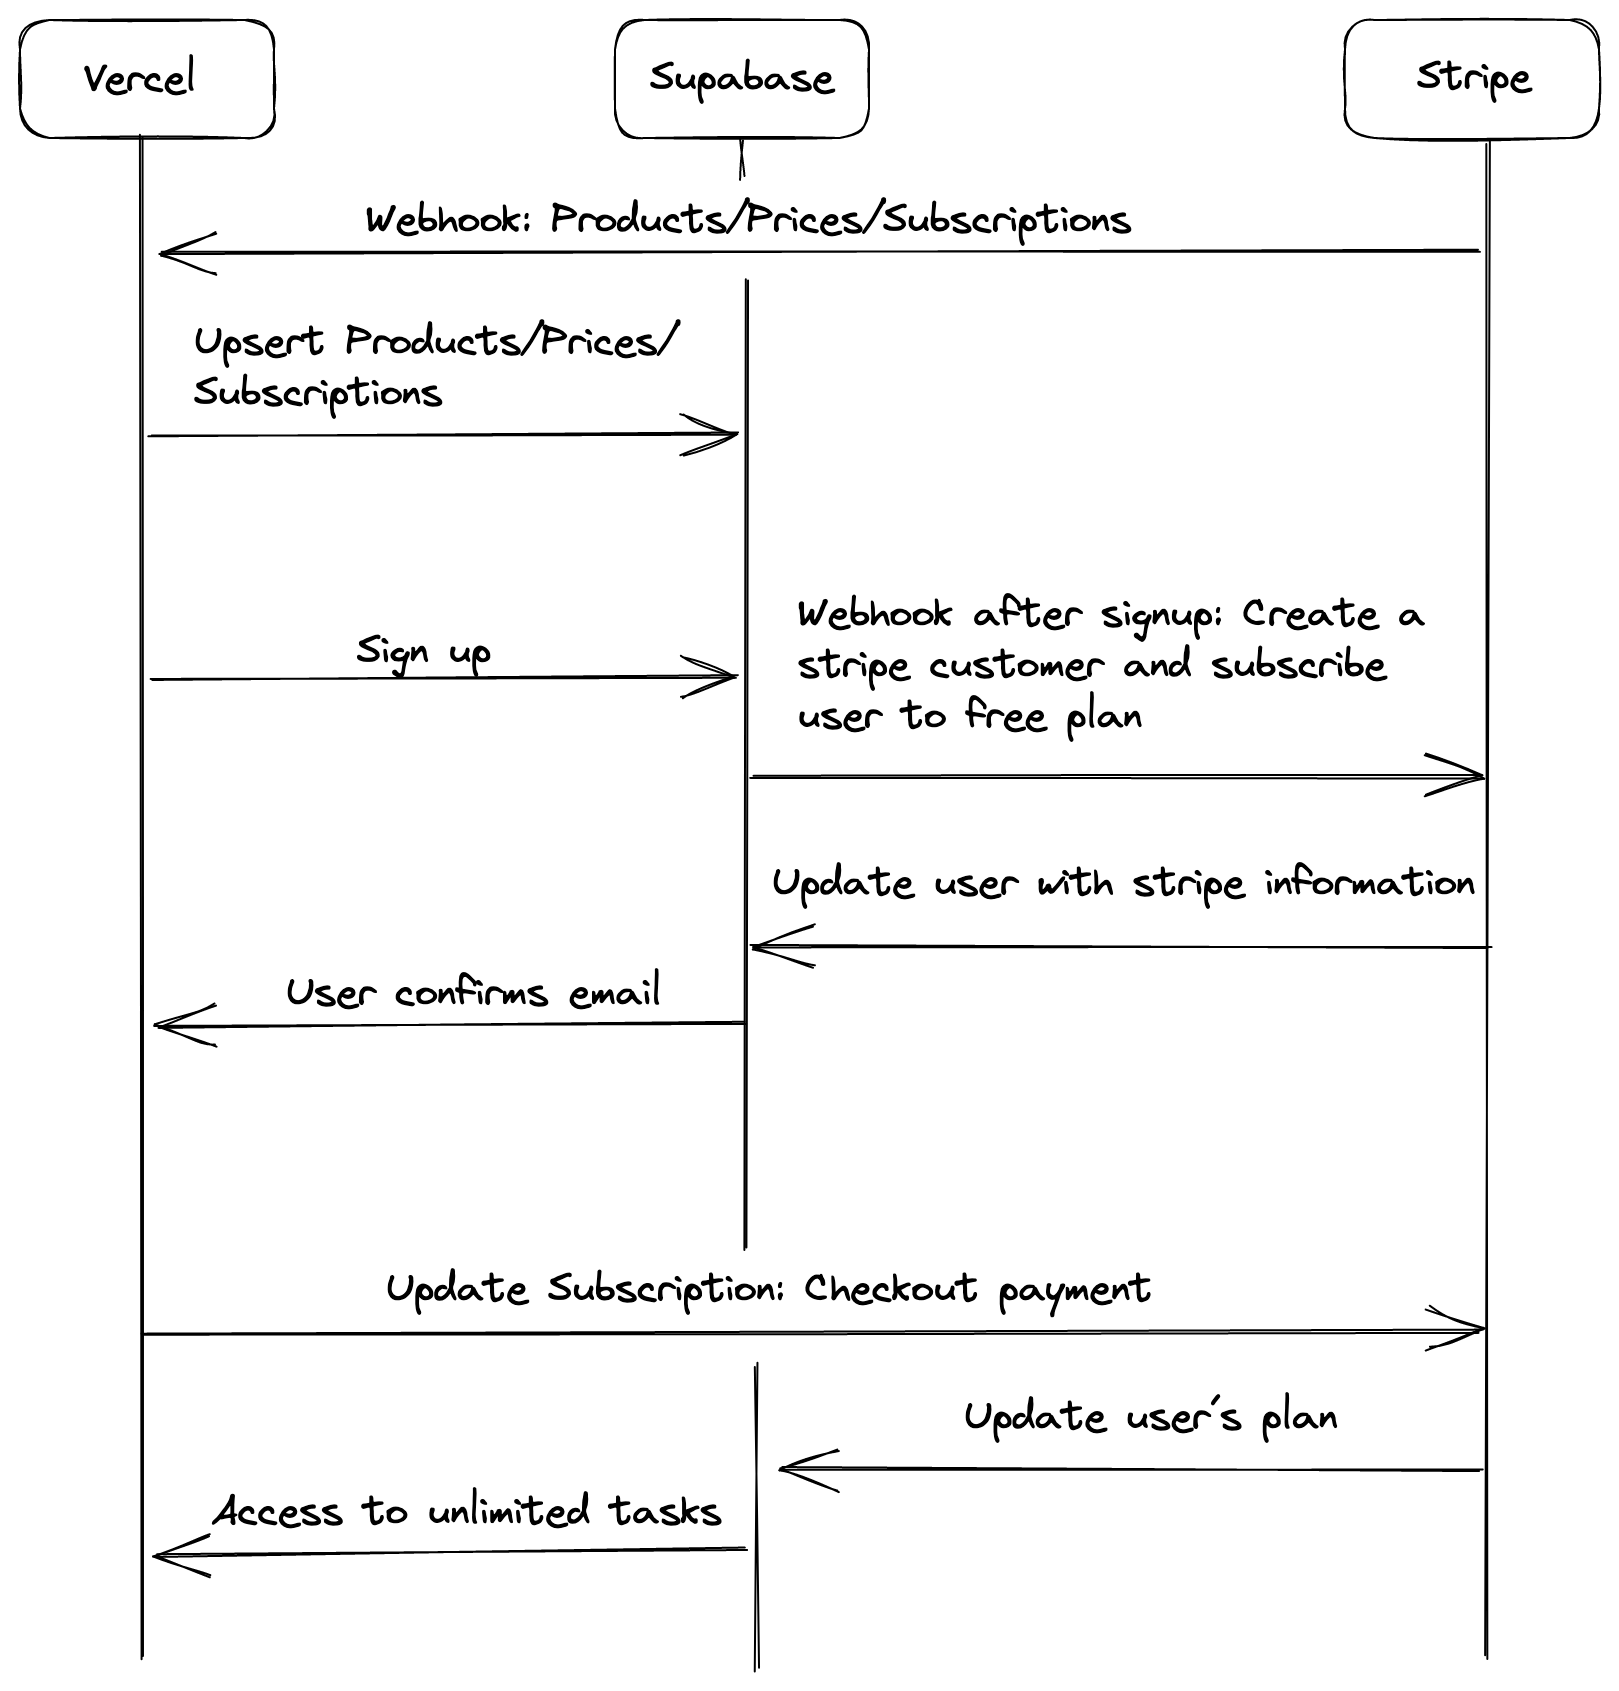 Vercel
Supabase
Stripe
Webhook: Products/Prices/Subscriptions
Upsert Products/Prices/
Subscriptions
Sign up
Webhook after signup: Create a
stripe customer and subscribe
user to free plan
Update user with stripe information
User confirms email
Update Subscription: Checkout payment
Update user's plan
Access to unlimited tasks